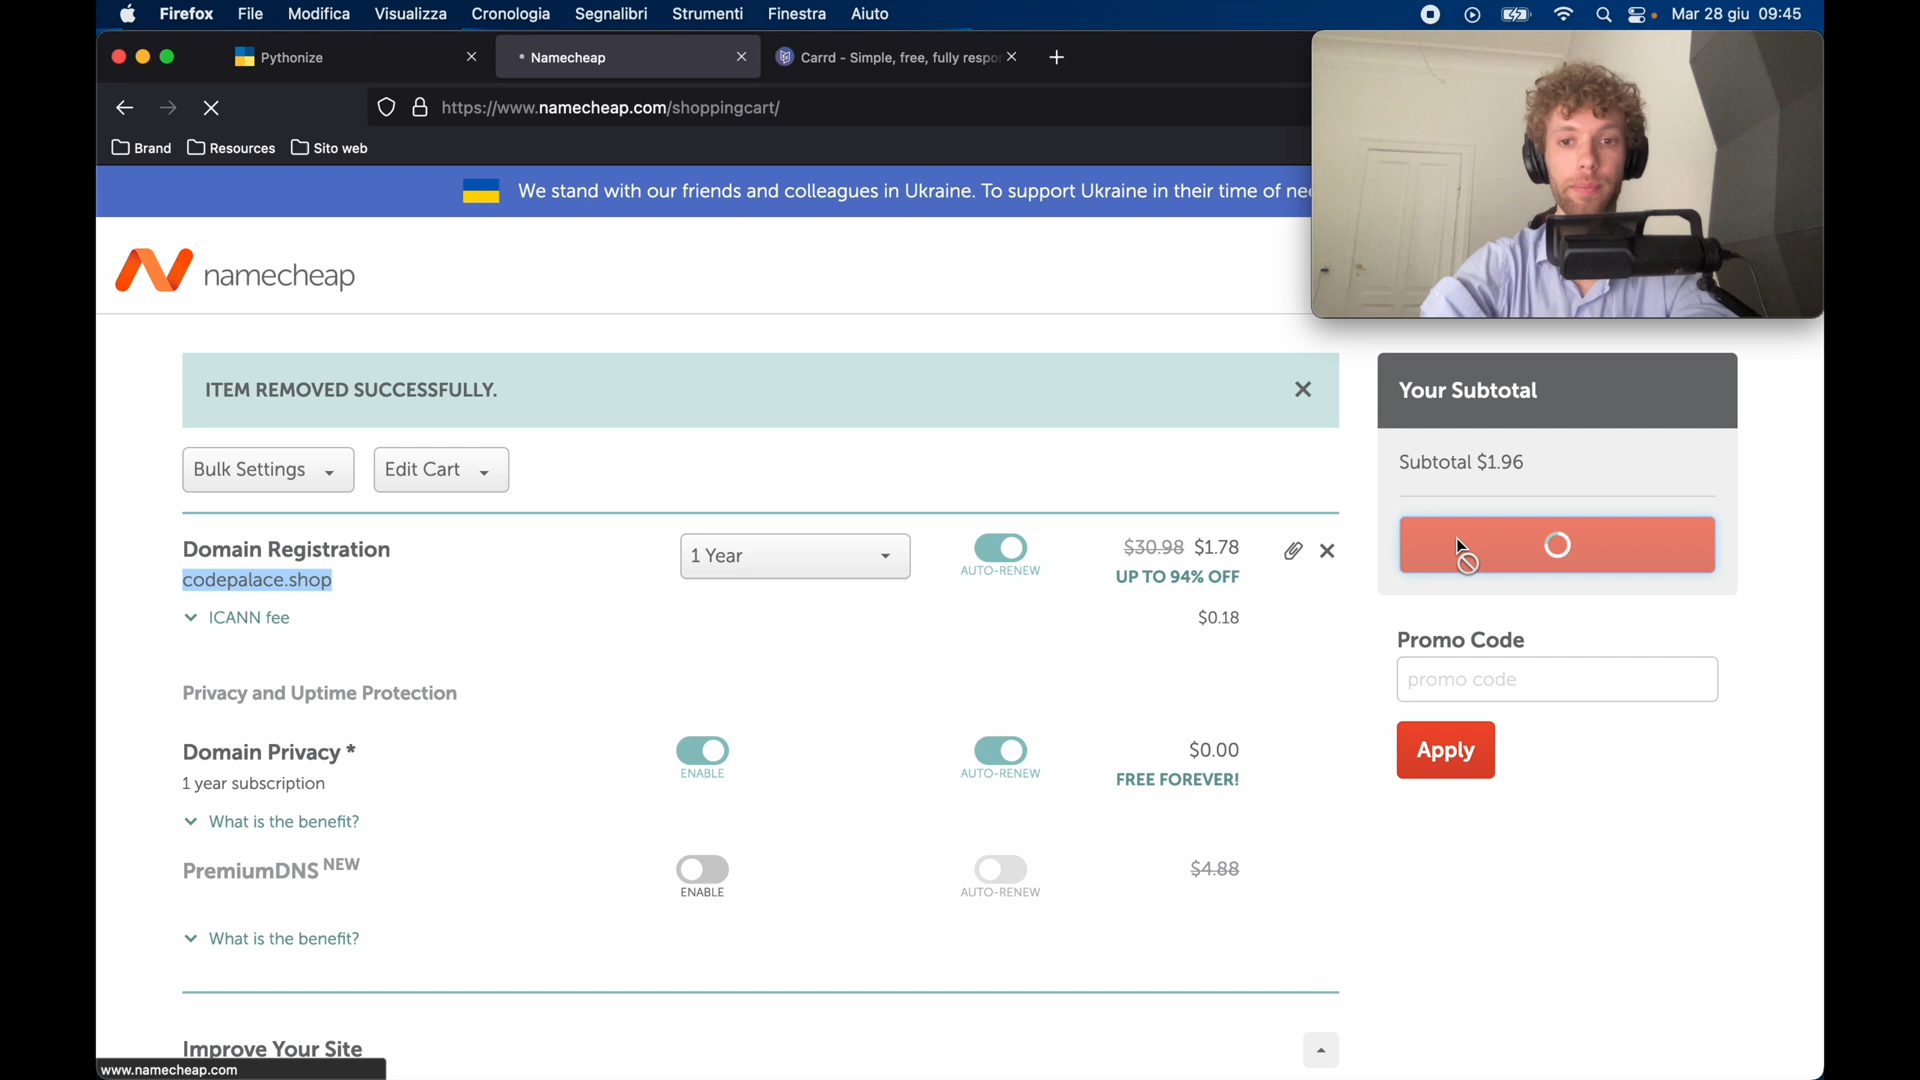 Firefox File Modifica Visualizza Cronologia Segnalibri Strumenti Finestra Aiuto Mar 28 giu 09:45
Pythonize Namecheap Carrd - Simple, free, fully respo
https://www.namecheap.com/shoppingcart/
Brand Resources Sito web
We stand with our friends and colleagues in Ukraine. To support Ukraine in their time of
namecheap
ITEM REMOVED SUCCESSFULLY.
Your Subtotal
Bulk Settings Edit Cart
Subtotal $1.96
Domain Registration 1 Year $30.98 $1.78
AUTO-RENEW
codepalace.shop UP TO 94% OFF
ICANN fee $0.18
Promo Code
promo code
Apply
Privacy and Uptime Protection
Domain Privacy * $0.00
ENABLE AUTO-RENEW FREE FOREVER!
1 year subscription
What is the benefit?
PremiumDNS NEW $4.88
ENABLE AUTO-RENEW
What is the benefit?
Improve Your Site
www.namecheap.com